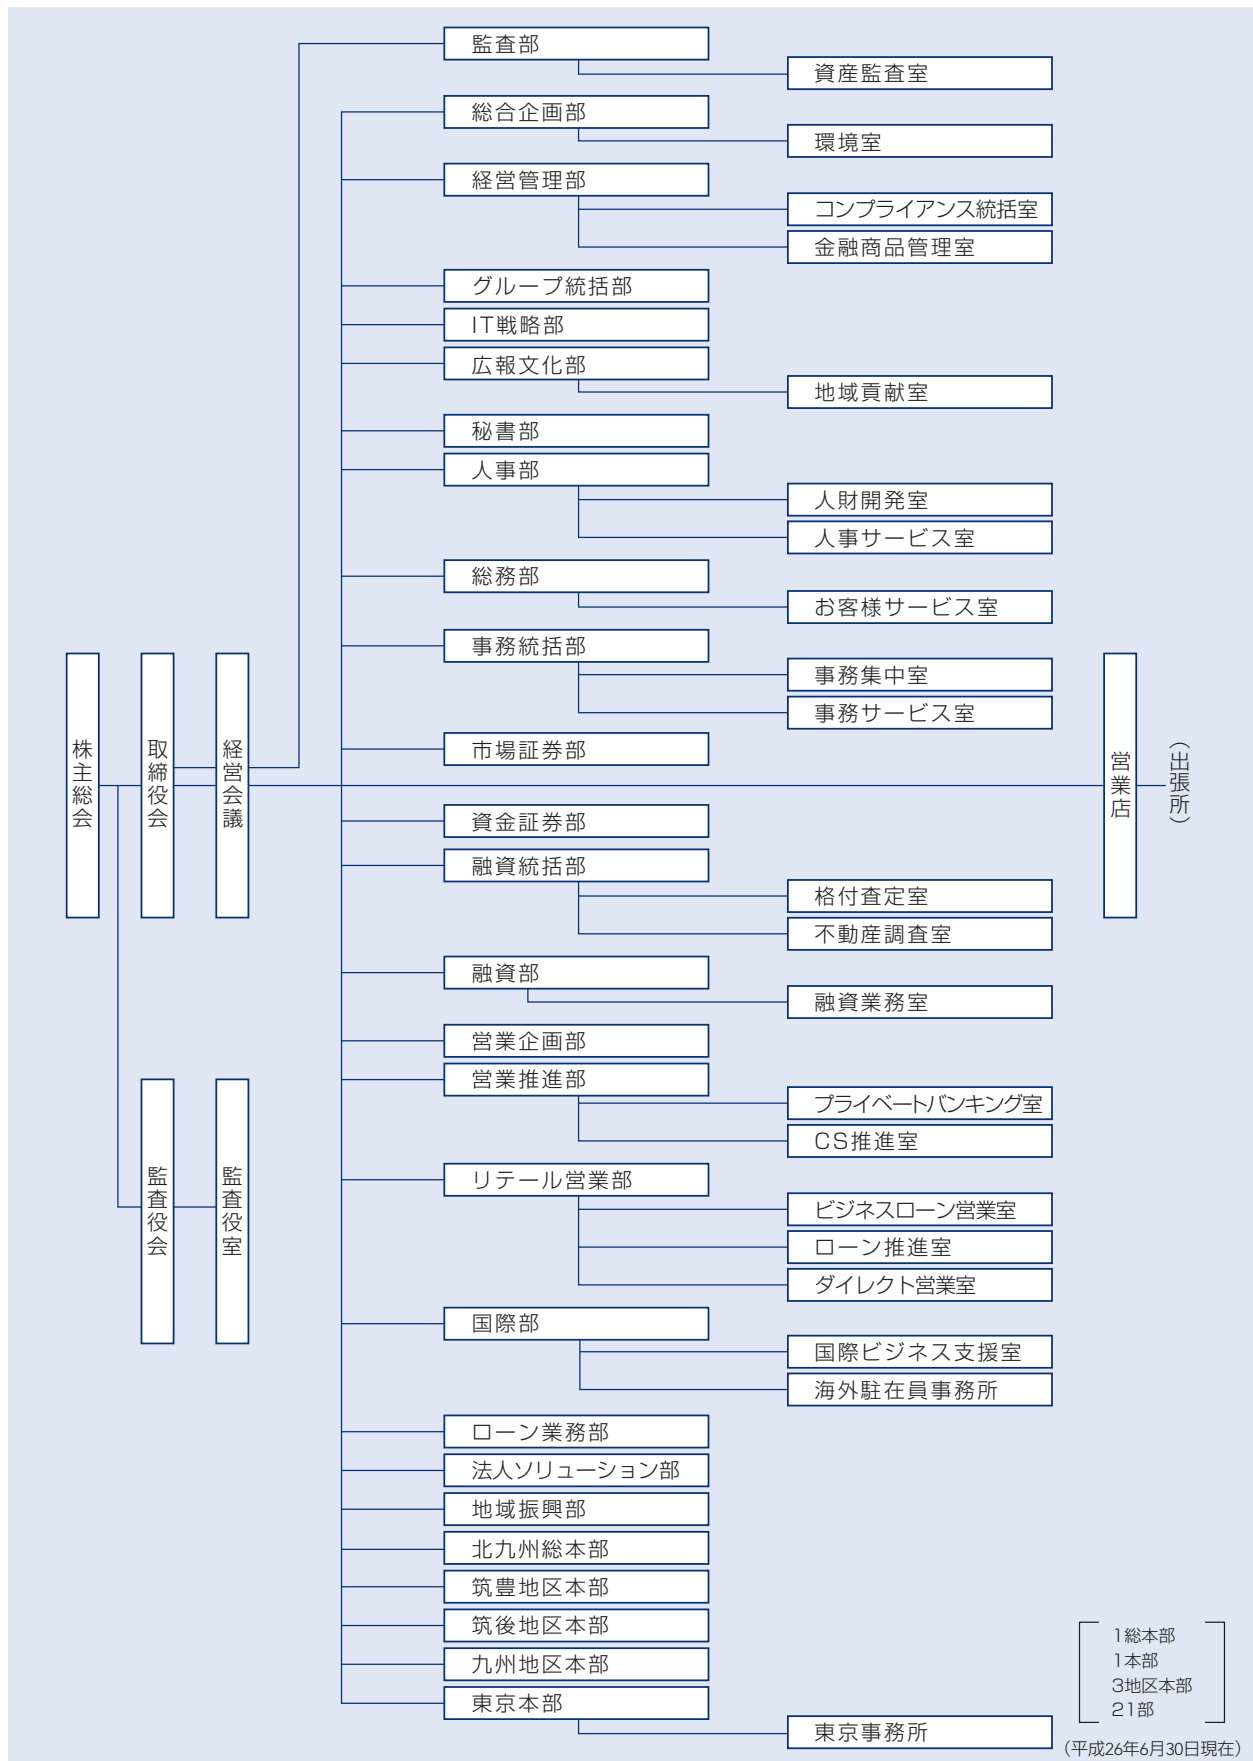 監査部
資産監査室
総合企画部
環境室
経営管理部
コンプライアンス統括室
金融商品管理室
グループ統括部
IT戦略部
広報文化部
地域貢献室
秘書部
人事部
人財開発室
人事サービス室
総務部
お客様サービス室
事務統括部
事務集中室
事務サービス室
株主総会
取締役会
経営会議
市場証券部
営業店
（出張所）
資金証券部
融資統括部
格付査定室
不動産調査室
融資部
融資業務室
営業企画部
営業推進部
プライベートバンキング室
CS推進室
監査役会
監査役室
リテール営業部
ビジネスローン営業室
ローン推進室
ダイレクト営業室
国際部
国際ビジネス支援室
海外駐在員事務所
ローン業務部
法人ソリューション部
地域振興部
北九州総本部
筑豊地区本部
筑後地区本部
九州地区本部
東京本部
東京事務所
1総本部
1本部
3地区本部
21部
（平成26年6月30日現在）